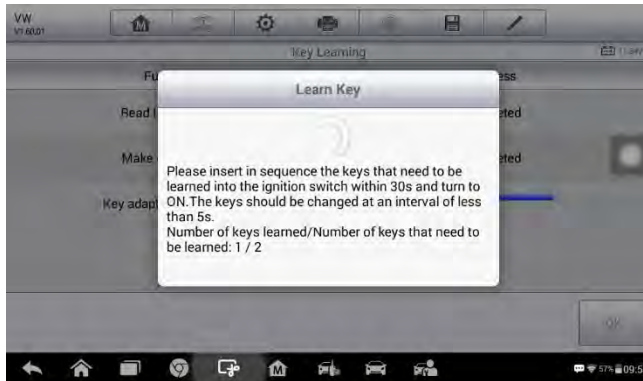 VW
V1.60.01
Key Learning
Learn Key
Read
Make
Key adap
Please insert in sequence the keys that need to be
learned into the ignition switch within 30s and turn to
ON.The keys should be changed at an interval of less
than 5s.
Number of keys learned/Number of keys that need to
be learned: 1 / 2
OK
57%